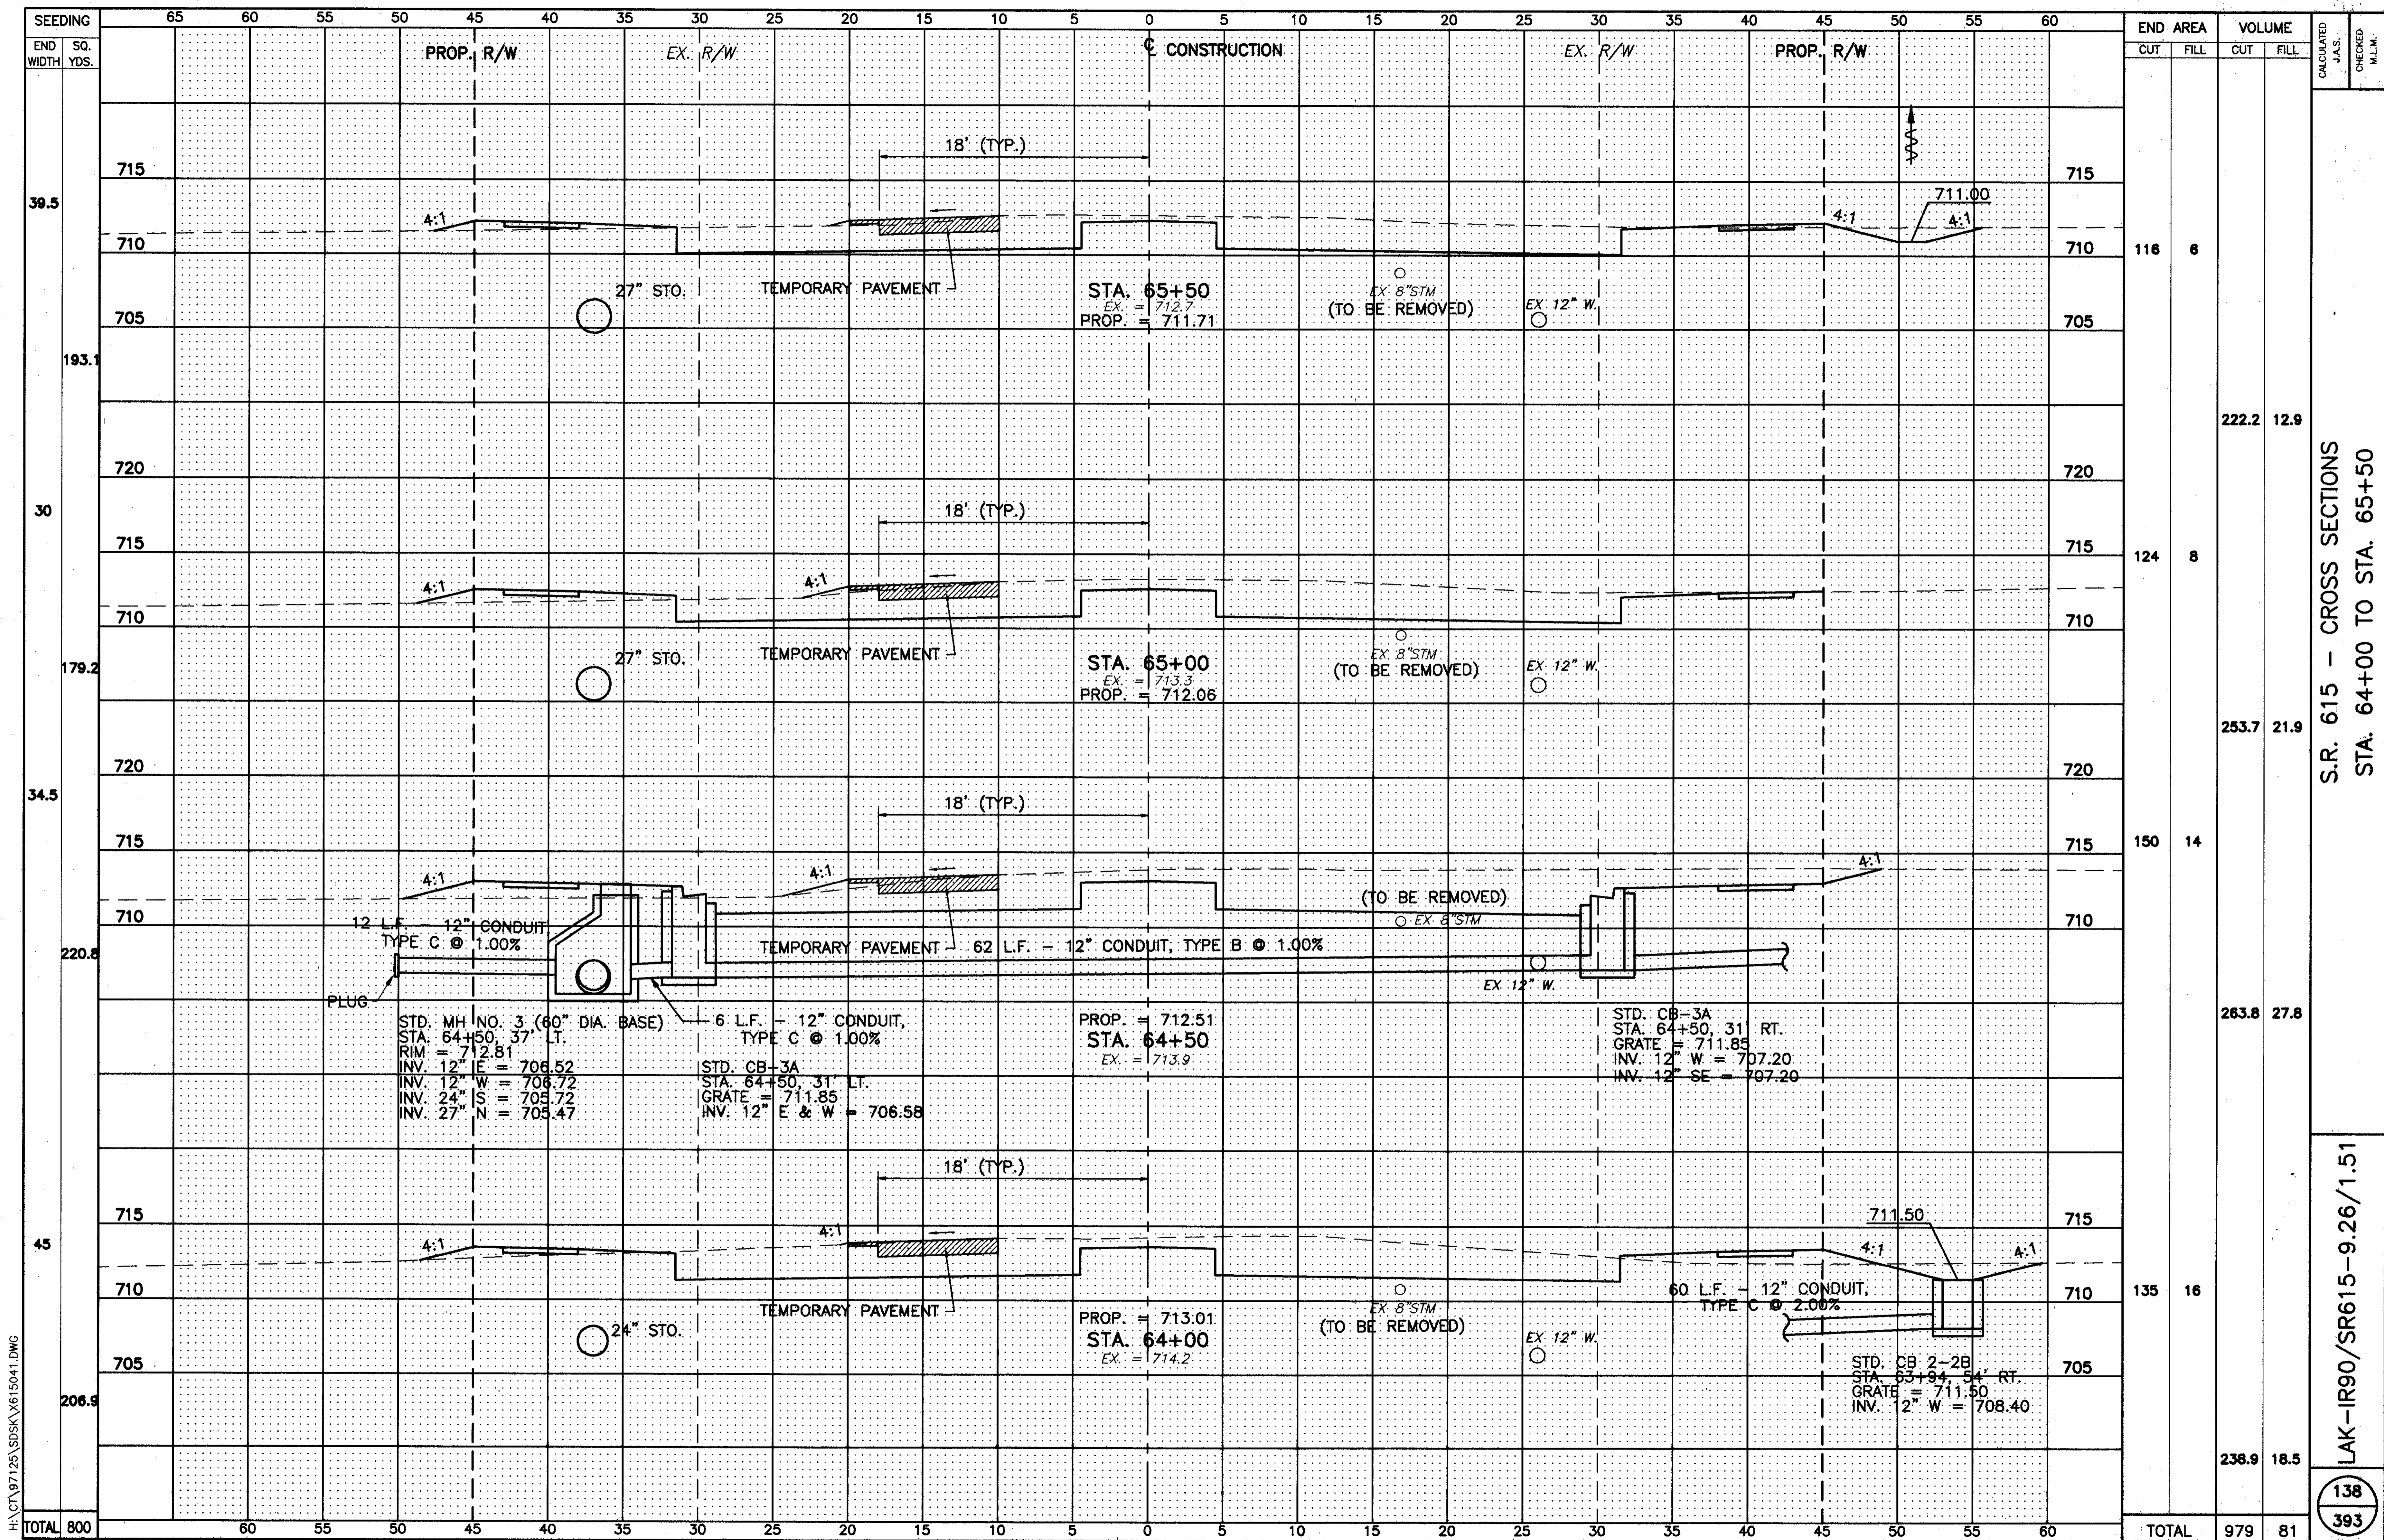 SEEDING
END WIDTH
SQ. YDS.
65 60 55 50 45 40 35 30 25 20 15 10 5 0 5 10 15 20 25 30 35 40 45 50 55 60
END AREA
VOLUME
CUT FILL CUT FILL
CALCULATED
J.A.S.
CHECKED
M.L.M.
PROP. R/W
EX. R/W
℄ CONSTRUCTION
EX. R/W
PROP. R/W
18' (TYP.)
715
715
39.5
4:1
4:1
711.00
4:1
710
710
116 6
27" STO.
TEMPORARY PAVEMENT
STA. 65+50
EX. = 712.7
PROP. = 711.71
EX 8"STM
(TO BE REMOVED)
EX 12" W.
705
705
193.1
222.2 12.9
720
720
30
18' (TYP.)
715
715
124 8
4:1
4:1
710
710
27" STO.
TEMPORARY PAVEMENT
STA. 65+00
EX. = 713.3
PROP. = 712.06
EX 8"STM
(TO BE REMOVED)
EX 12" W.
179.2
253.7 21.9
720
720
34.5
18' (TYP.)
715
715
150 14
4:1
4:1
4:1
(TO BE REMOVED)
EX 8"STM
710
710
12 L.F. - 12" CONDUIT
TYPE C @ 1.00%
TEMPORARY PAVEMENT
62 L.F. - 12" CONDUIT, TYPE B @ 1.00%
220.8
EX 12" W.
PLUG
STD. MH NO. 3 (60" DIA. BASE)
STA. 64+50, 37' LT.
RIM = 712.81
INV. 12" E = 706.52
INV. 12" W = 706.72
INV. 24" S = 705.72
INV. 27" N = 705.47
6 L.F. - 12" CONDUIT,
TYPE C @ 1.00%
STD. CB-3A
STA. 64+50, 31' LT.
GRATE = 711.85
INV. 12" E & W = 706.58
PROP. = 712.51
STA. 64+50
EX. = 713.9
STD. CB-3A
STA. 64+50, 31' RT.
GRATE = 711.85
INV. 12" W = 707.20
INV. 12" SE = 707.20
263.8 27.8
18' (TYP.)
715
715
45
4:1
4:1
711.50
4:1
4:1
710
710
135 16
24" STO.
TEMPORARY PAVEMENT
PROP. = 713.01
STA. 64+00
EX. = 714.2
EX 8"STM
(TO BE REMOVED)
EX 12" W.
60 L.F. - 12" CONDUIT,
TYPE C @ 2.00%
705
705
STD. CB 2-2B
STA. 63+94, 54' RT.
GRATE = 711.50
INV. 12" W = 708.40
206.9
238.9 18.5
TOTAL 800
60 55 50 45 40 35 30 25 20 15 10 5 0 5 10 15 20 25 30 35 40 45 50 55 60
TOTAL 979 81
S.R. 615 - CROSS SECTIONS
STA. 64+00 TO STA. 65+50
LAK-IR90/SR615-9.26/1.51
138
393
H:\CT\97125\SDSK\X615041.DWG